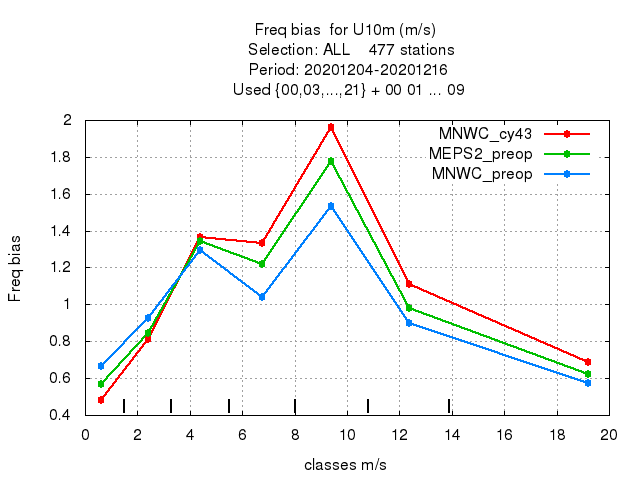 Freq bias  for U10m (m/s)
Selection: ALL    477 stations
Period: 20201204-20201216
Used {00,03,...,21} + 00 01 ... 09
MNWC_cy43
MEPS2_preop
MNWC_preop
Freq bias
2
1.8
1.6
1.4
1.2
1
0.8
0.6
0.4
0 2 4 6 8 10 12 14 16 18 20
classes m/s